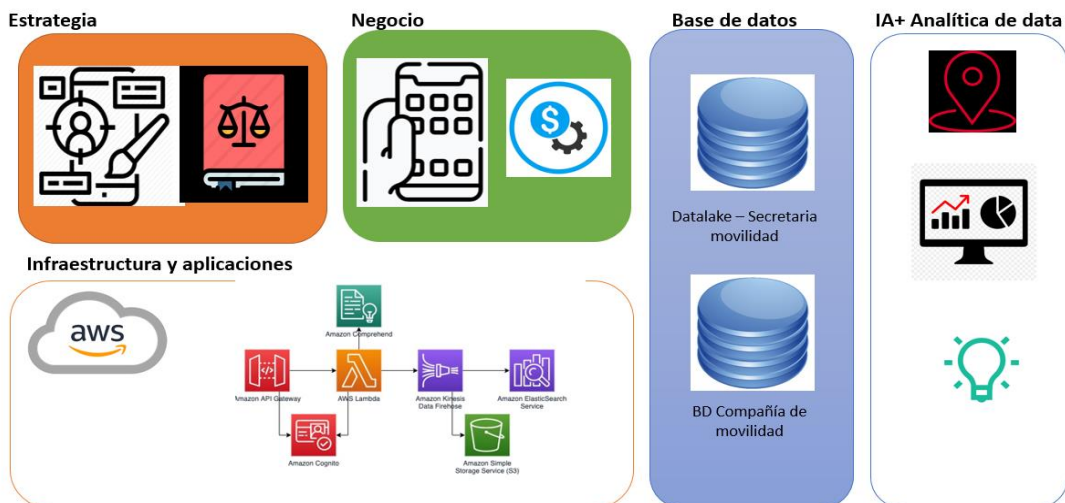 Estrategia
Negocio
Base de datos
IA+ Analítica de data
$
Datalake – Secretaria
movilidad
Infraestructura y aplicaciones
aws
Amazon Comprehend
</>
Amazon API Gateway
AWS Lambda
Amazon Kinesis
Data Firehose
Amazon ElasticSearch
Service
Amazon Cognito
Amazon Simple
Storage Service (S3)
BD Compañía de
movilidad